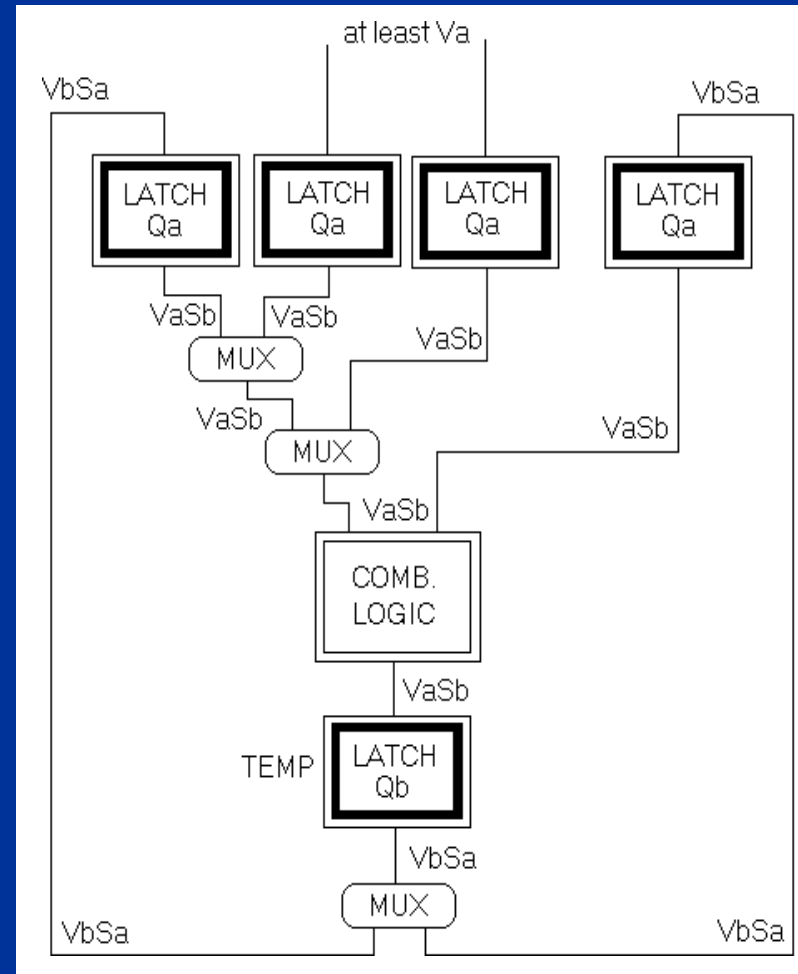 at least Va
VbSa
VbSa
LATCH
Qa
LATCH
Qa
LATCH
Qa
LATCH
Qa
VaSb
VaSb
VaSb
MUX
VaSb
VaSb
MUX
VaSb
COMB.
LOGIC
VaSb
TEMP
LATCH
Qb
VbSa
MUX
VbSa
VbSa